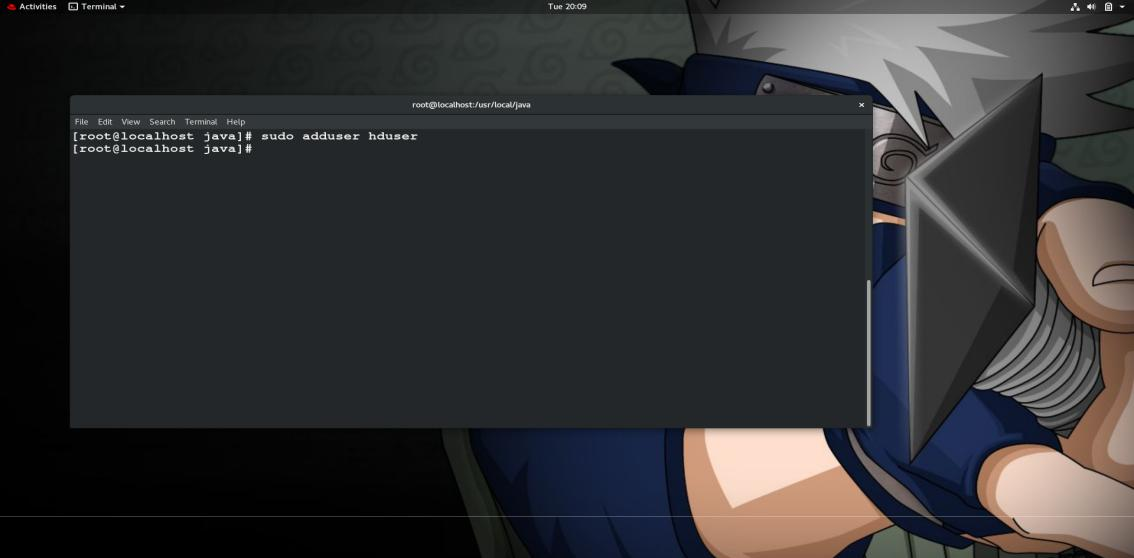 Activities Terminal Tue 20:09
root@localhost:/usr/local/java ×
File Edit View Search Terminal Help
[root@localhost java]# sudo adduser hduser
[root@localhost java]#